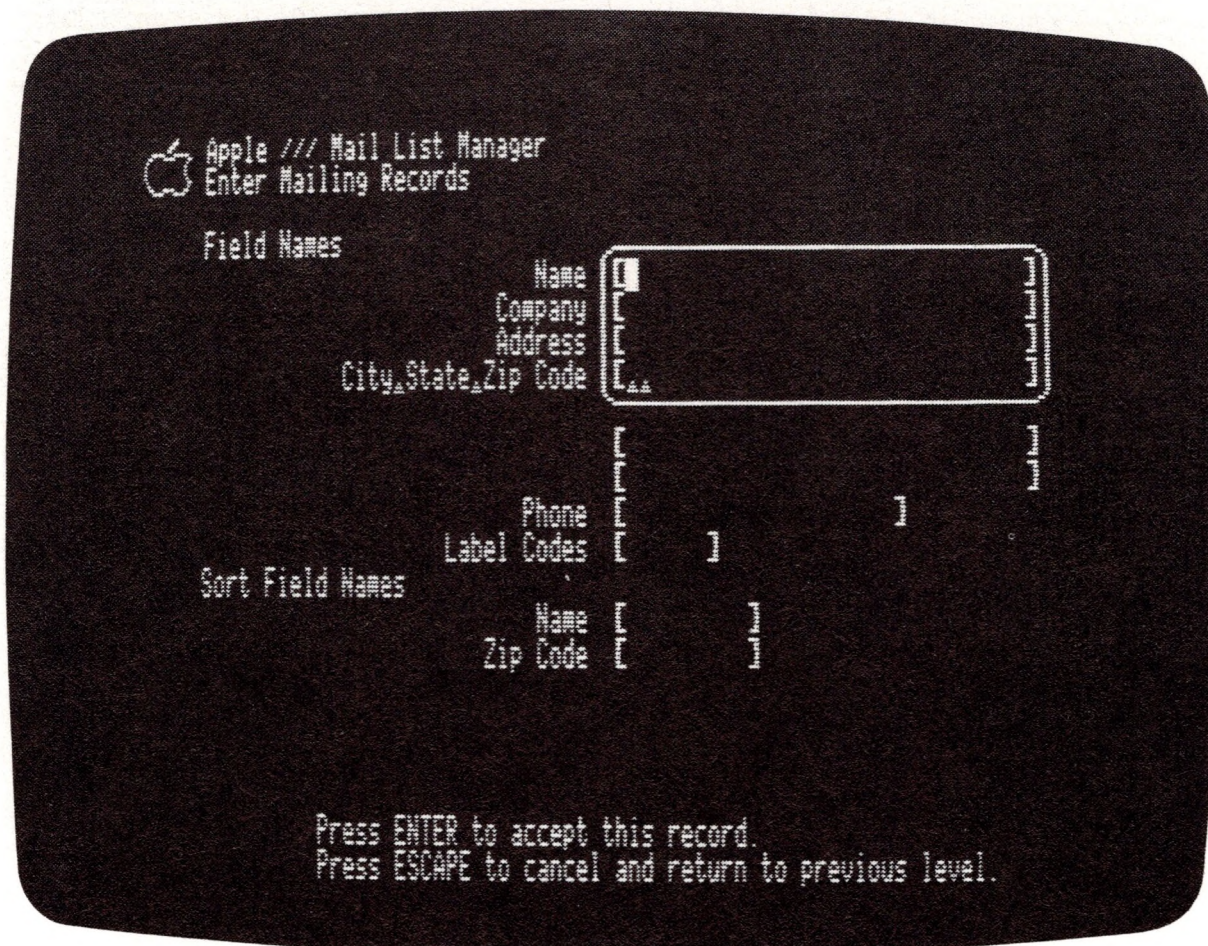 Apple /// Mail List Manager
Enter Mailing Records
Field Names
Name [ ]
Company [ ]
Address [ ]
City▵State▵Zip Code [▵▵ ]
[ ]
[ ]
Phone [ ]
Label Codes [ ]
Sort Field Names
Name [ ]
Zip Code [ ]
Press ENTER to accept this record.
Press ESCAPE to cancel and return to previous level.